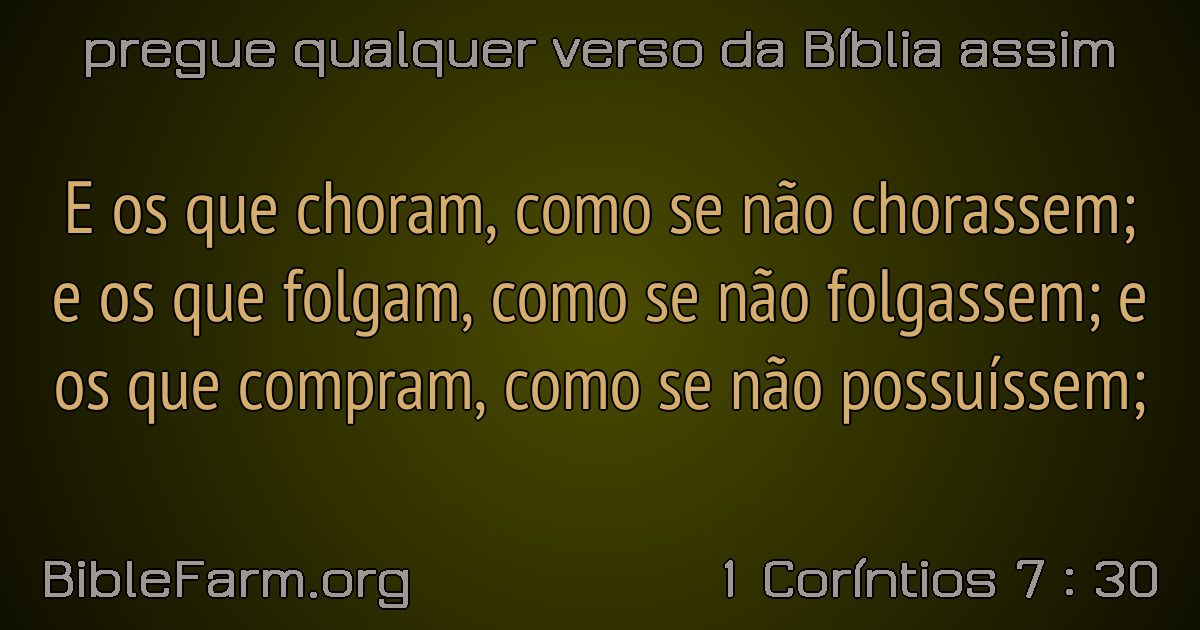 pregue qualquer verso da Bíblia assim
E os que choram, como se não chorassem;
e os que folgam, como se não folgassem; e
os que compram, como se não possuíssem;
BibleFarm.org
1 Coríntios 7 : 30